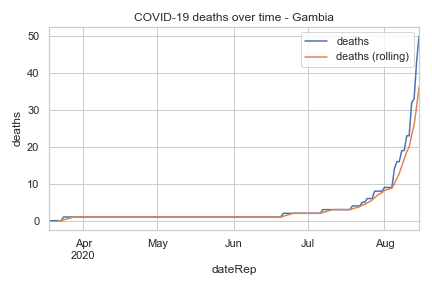 COVID-19 deaths over time - Gambia
deaths
deaths (rolling)
50
40
30
20
10
0
deaths
Apr
2020
May
Jun
Jul
Aug
dateRep